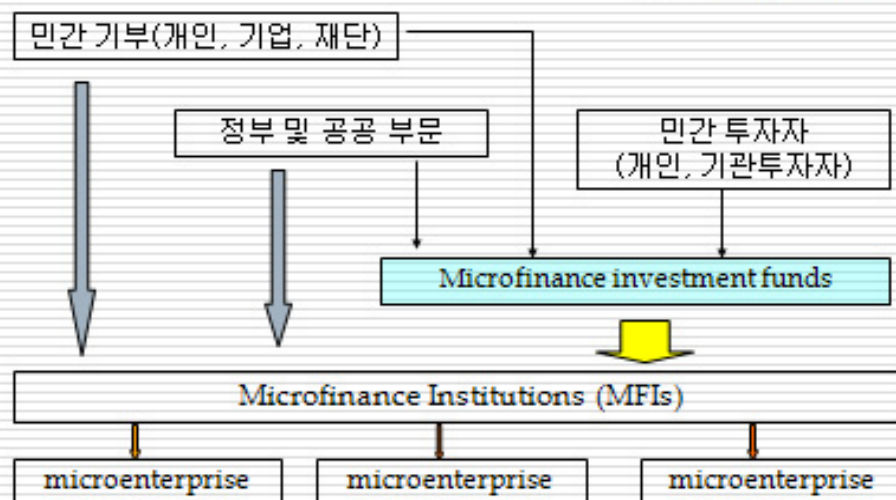 민간 기부(개인, 기업, 재단)
정부 및 공공 부문
민간 투자자
(개인, 기관투자자)
Microfinance investment funds
Microfinance Institutions (MFIs)
microenterprise
microenterprise
microenterprise